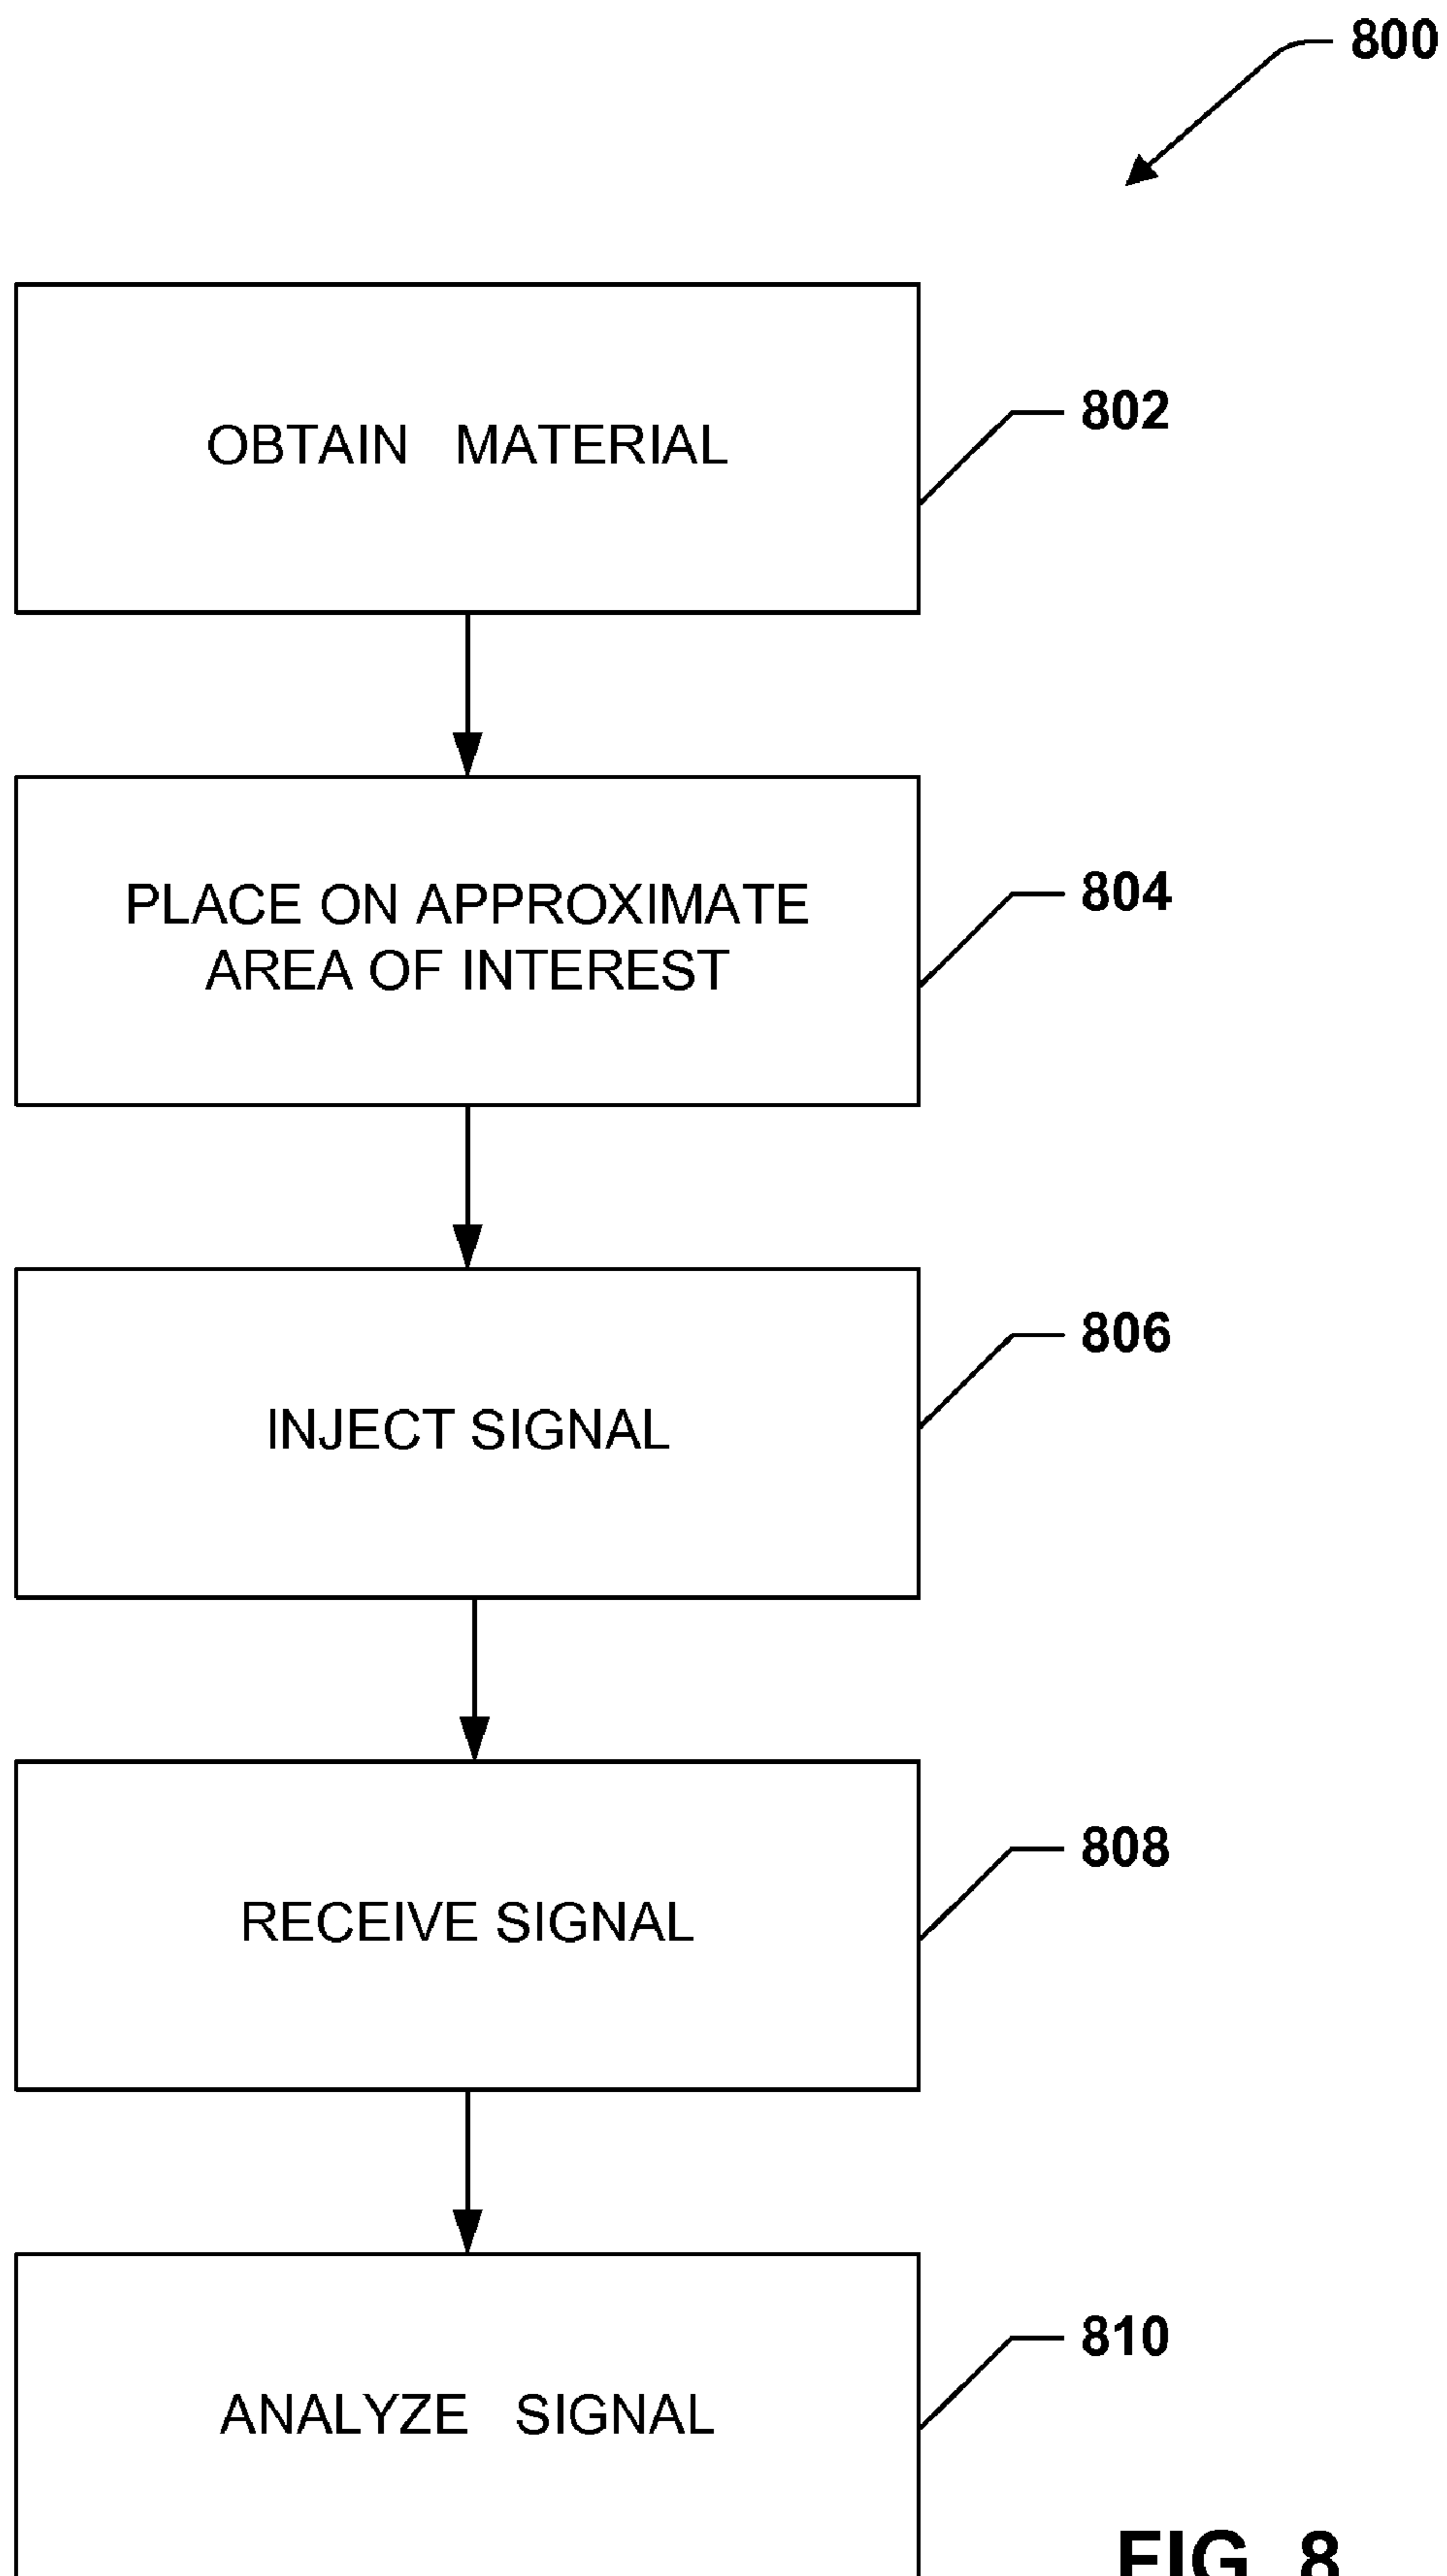 800
OBTAIN MATERIAL
802
PLACE ON APPROXIMATE
AREA OF INTEREST
804
INJECT SIGNAL
806
RECEIVE SIGNAL
808
ANALYZE SIGNAL
810
FIG. 8